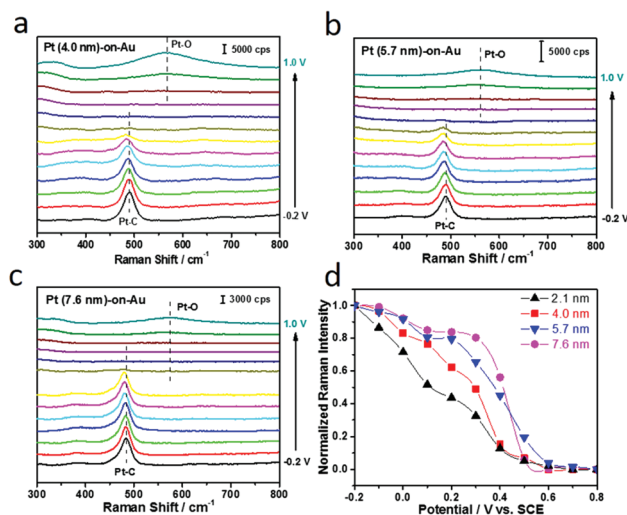 a
Pt (4.0 nm)-on-Au
Pt-O
5000 cps
1.0 V
-0.2 V
Pt-C
300 400 500 600 700 800
Raman Shift / cm⁻¹
b
Pt (5.7 nm)-on-Au
Pt-O
5000 cps
1.0 V
-0.2 V
Pt-C
300 400 500 600 700 800
Raman Shift / cm⁻¹
c
Pt (7.6 nm)-on-Au
Pt-O
3000 cps
1.0 V
-0.2 V
Pt-C
300 400 500 600 700 800
Raman Shift / cm⁻¹
d
Normalized Raman Intensity
1.0
0.8
0.6
0.4
0.2
0.0
2.1 nm
4.0 nm
5.7 nm
7.6 nm
-0.2 0.0 0.2 0.4 0.6 0.8
Potential / V vs. SCE